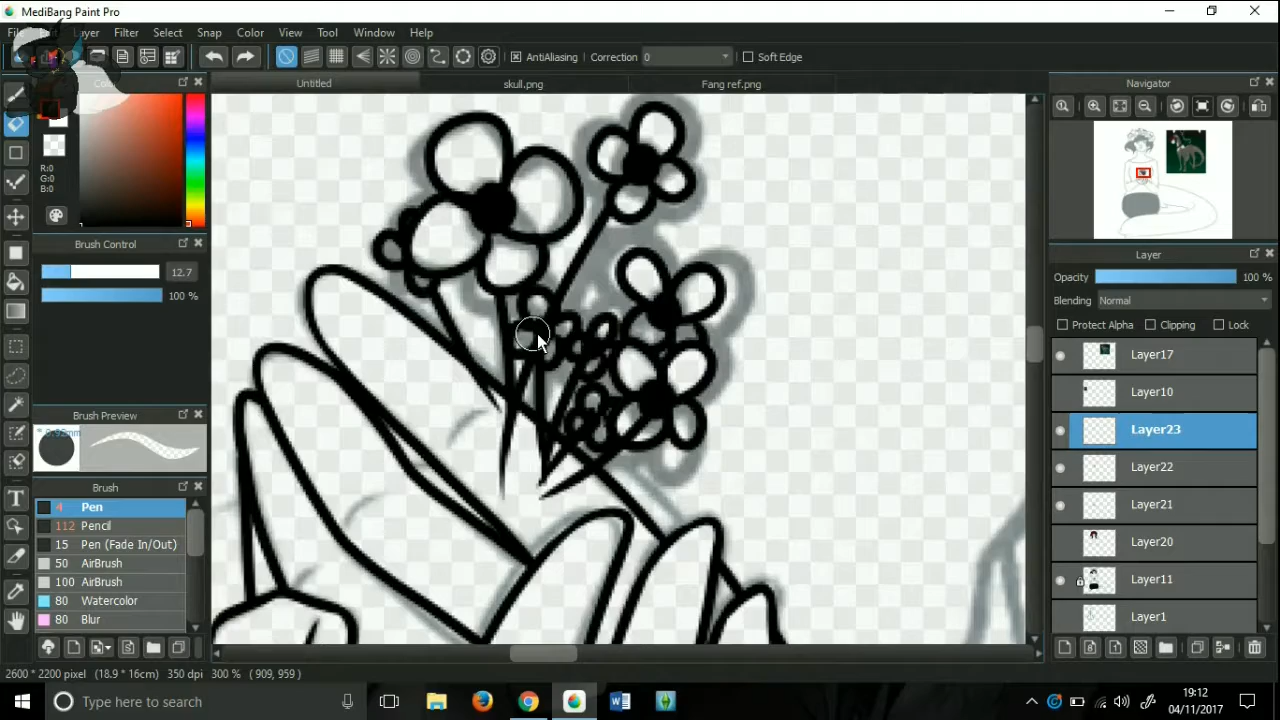 MediBang Paint Pro
File Layer Filter Select Snap Color View Tool Window Help
AntiAliasing Correction 0 Soft Edge
Untitled skull.png Fang ref.png
R:0
G:0
B:0
Brush Control
12.7
100 %
Brush Preview
* 0.92mm
Brush
4 Pen
112 Pencil
15 Pen (Fade In/Out)
50 AirBrush
100 AirBrush
80 Watercolor
80 Blur
Navigator
Layer
Opacity 100 %
Blending Normal
Protect Alpha Clipping Lock
Layer17
Layer10
Layer23
Layer22
Layer21
Layer20
Layer11
Layer1
2600 * 2200 pixel (18.9 * 16cm) 350 dpi 300 % ( 909, 959 )
Type here to search
19:12
04/11/2017